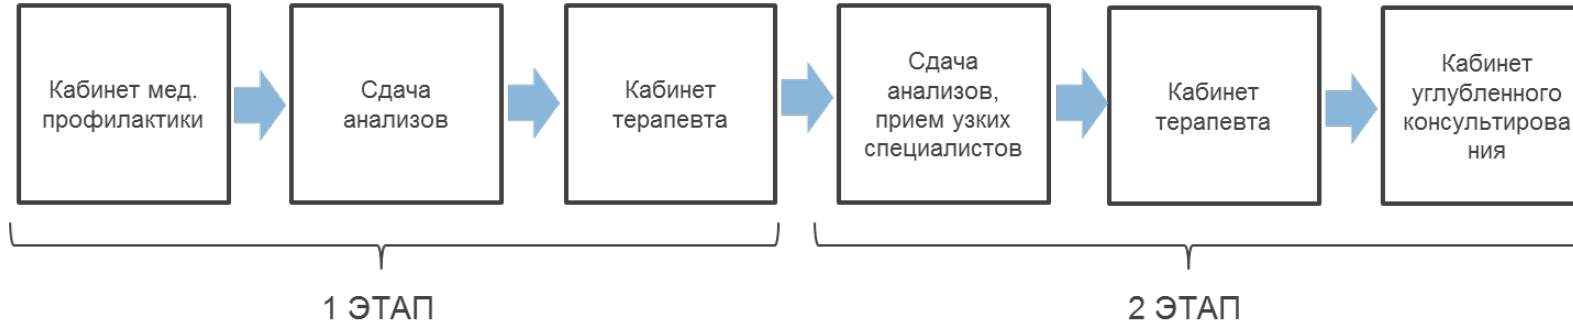 Кабинет мед.
профилактики
Сдача
анализов
Кабинет
терапевта
Сдача
анализов,
прием узких
специалистов
Кабинет
терапевта
Кабинет
углубленного
консультирова
ния
1 ЭТАП
2 ЭТАП